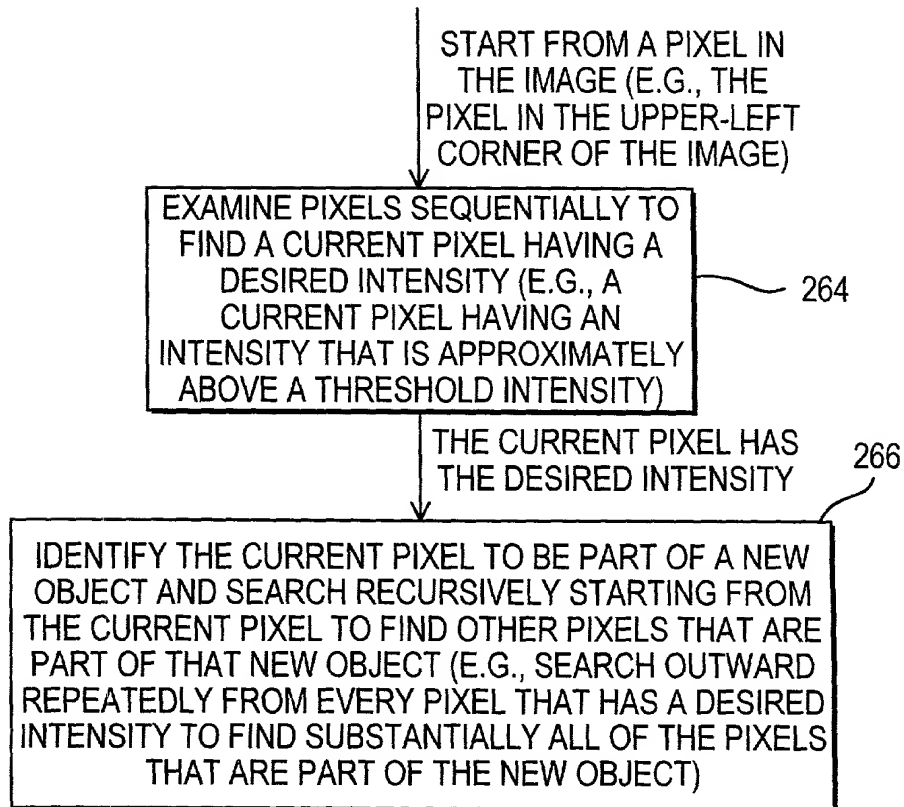 START FROM A PIXEL IN
THE IMAGE (E.G., THE
PIXEL IN THE UPPER-LEFT
CORNER OF THE IMAGE)
EXAMINE PIXELS SEQUENTIALLY TO
FIND A CURRENT PIXEL HAVING A
DESIRED INTENSITY (E.G., A
CURRENT PIXEL HAVING AN
INTENSITY THAT IS APPROXIMATELY
ABOVE A THRESHOLD INTENSITY)
264
THE CURRENT PIXEL HAS
THE DESIRED INTENSITY
266
IDENTIFY THE CURRENT PIXEL TO BE PART OF A NEW
OBJECT AND SEARCH RECURSIVELY STARTING FROM
THE CURRENT PIXEL TO FIND OTHER PIXELS THAT ARE
PART OF THAT NEW OBJECT (E.G., SEARCH OUTWARD
REPEATEDLY FROM EVERY PIXEL THAT HAS A DESIRED
INTENSITY TO FIND SUBSTANTIALLY ALL OF THE PIXELS
THAT ARE PART OF THE NEW OBJECT)